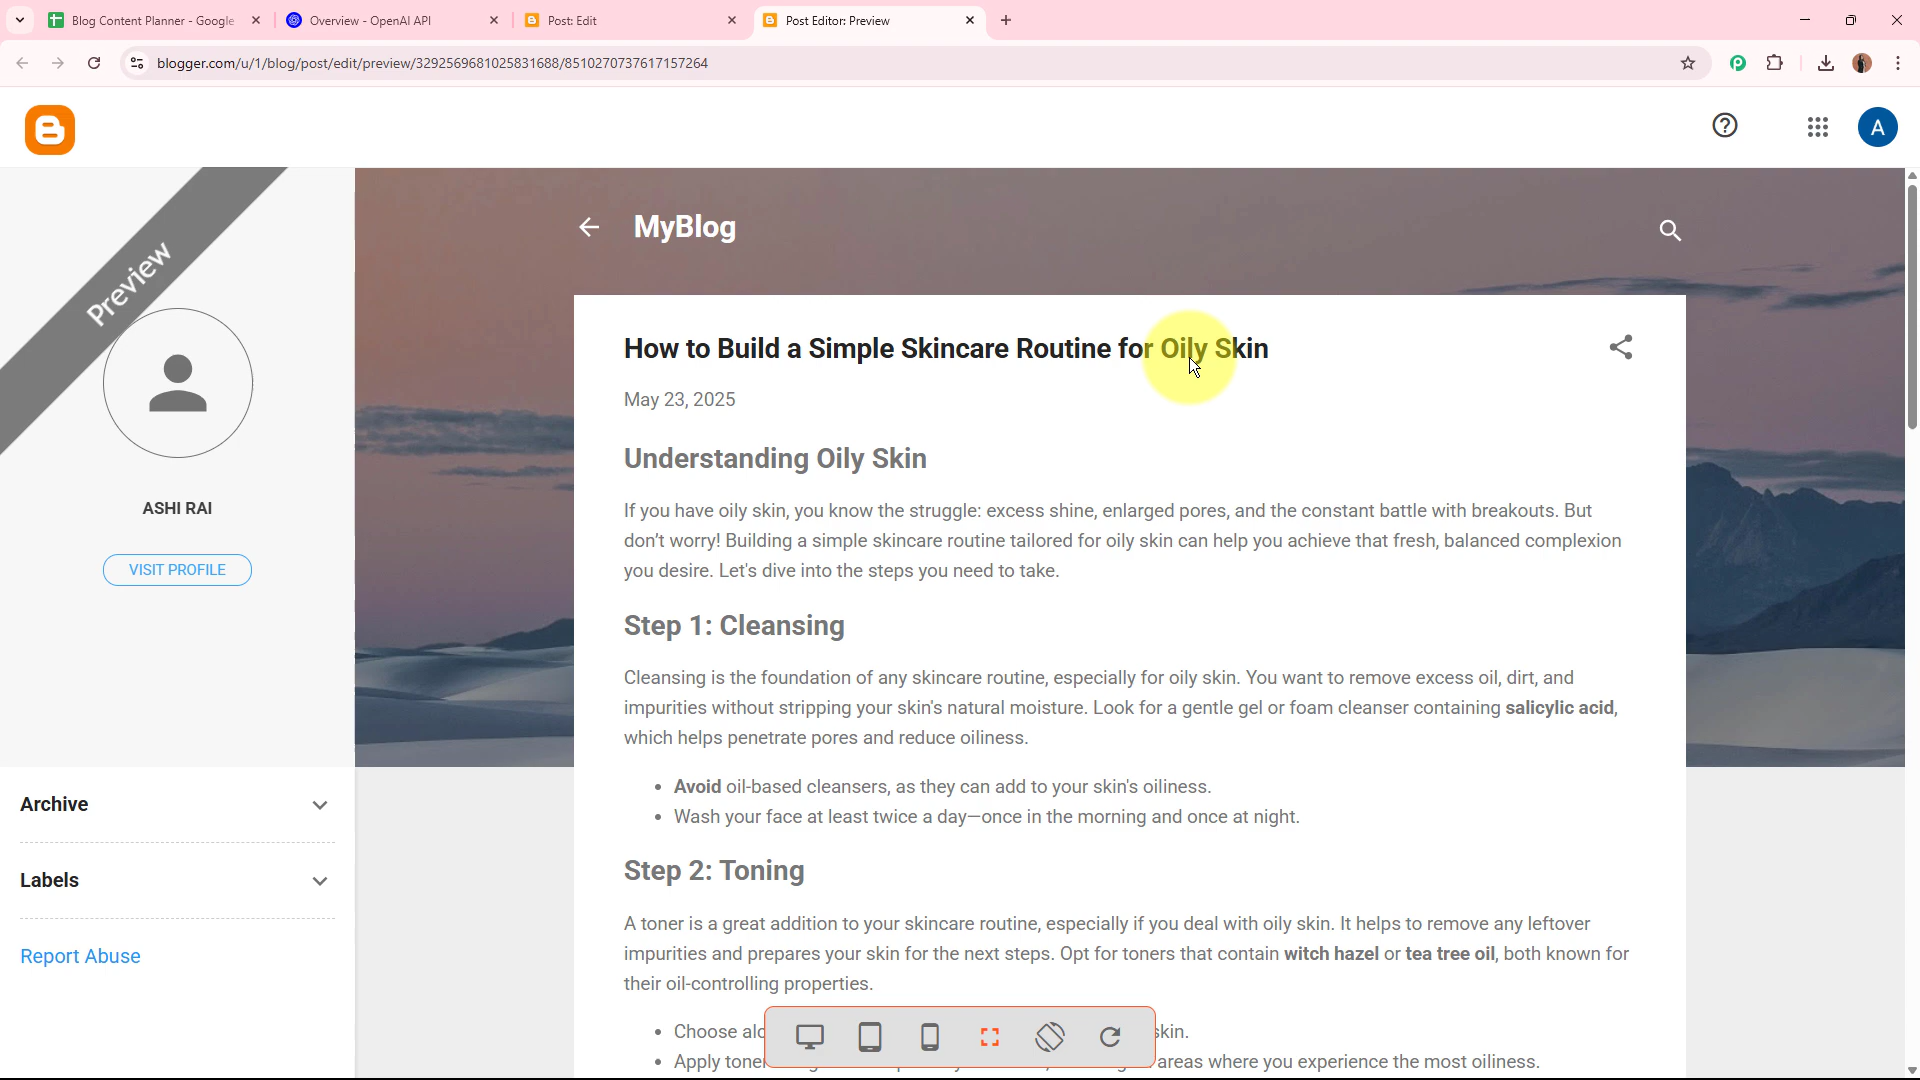 Blog Content Planner - Google
Overview - OpenAI API
Post: Edit
Post Editor: Preview
blogger.com/u/1/blog/post/edit/preview/3292569681025831688/8510270737617157264
A
Preview
MyBlog
ASHI RAI
VISIT PROFILE
Archive
Labels
Report Abuse
How to Build a Simple Skincare Routine for Oily Skin
May 23, 2025
Understanding Oily Skin
If you have oily skin, you know the struggle: excess shine, enlarged pores, and the constant battle with breakouts. But
don’t worry! Building a simple skincare routine tailored for oily skin can help you achieve that fresh, balanced complexion
you desire. Let's dive into the steps you need to take.
Step 1: Cleansing
Cleansing is the foundation of any skincare routine, especially for oily skin. You want to remove excess oil, dirt, and
impurities without stripping your skin's natural moisture. Look for a gentle gel or foam cleanser containing salicylic acid,
which helps penetrate pores and reduce oiliness.
• Avoid oil-based cleansers, as they can add to your skin's oiliness.
• Wash your face at least twice a day—once in the morning and once at night.
Step 2: Toning
A toner is a great addition to your skincare routine, especially if you deal with oily skin. It helps to remove any leftover
impurities and prepares your skin for the next steps. Opt for toners that contain witch hazel or tea tree oil, both known for
their oil-controlling properties.
• Choose skin.
• Apply areas where you experience the most oiliness.